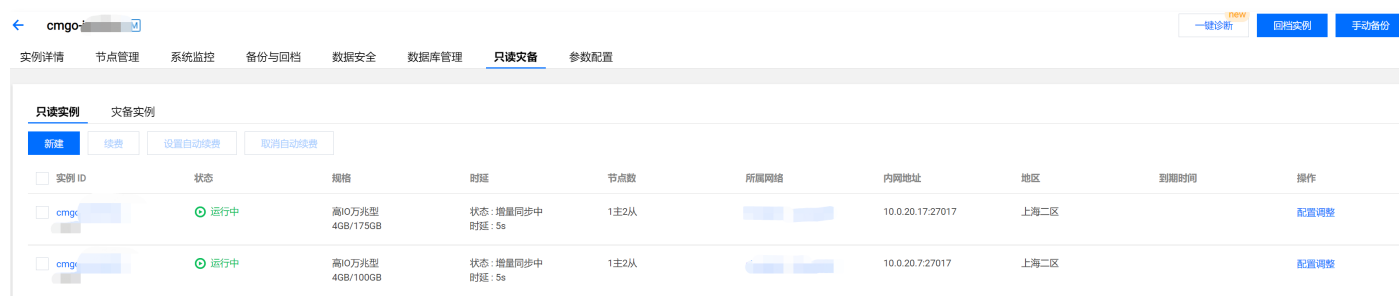 cmgo-
一键诊断
new
回档实例
手动备份
实例详情 节点管理 系统监控 备份与回档 数据安全 数据库管理 只读灾备 参数配置
只读实例 灾备实例
新建 续费 设置自动续费 取消自动续费
实例 ID 状态 规格 时延 节点数 所属网络 内网地址 地区 到期时间 操作
cmgo 运行中 高IO万兆型 状态 : 增量同步中 1主2从 10.0.20.17:27017 上海二区 配置调整
4GB/175GB 时延 : 5s
cmgo 运行中 高IO万兆型 状态 : 增量同步中 1主2从 10.0.20.7:27017 上海二区 配置调整
4GB/100GB 时延 : 5s